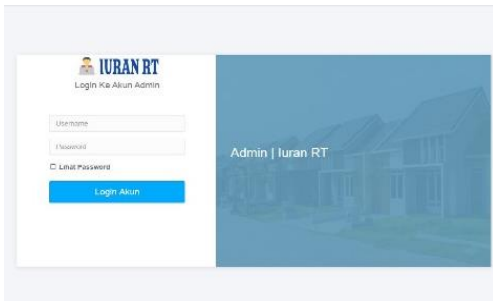 IURAN RT
Login Ke Akun Admin
Username
Password
Lihat Password
Login Akun
Admin | Iuran RT